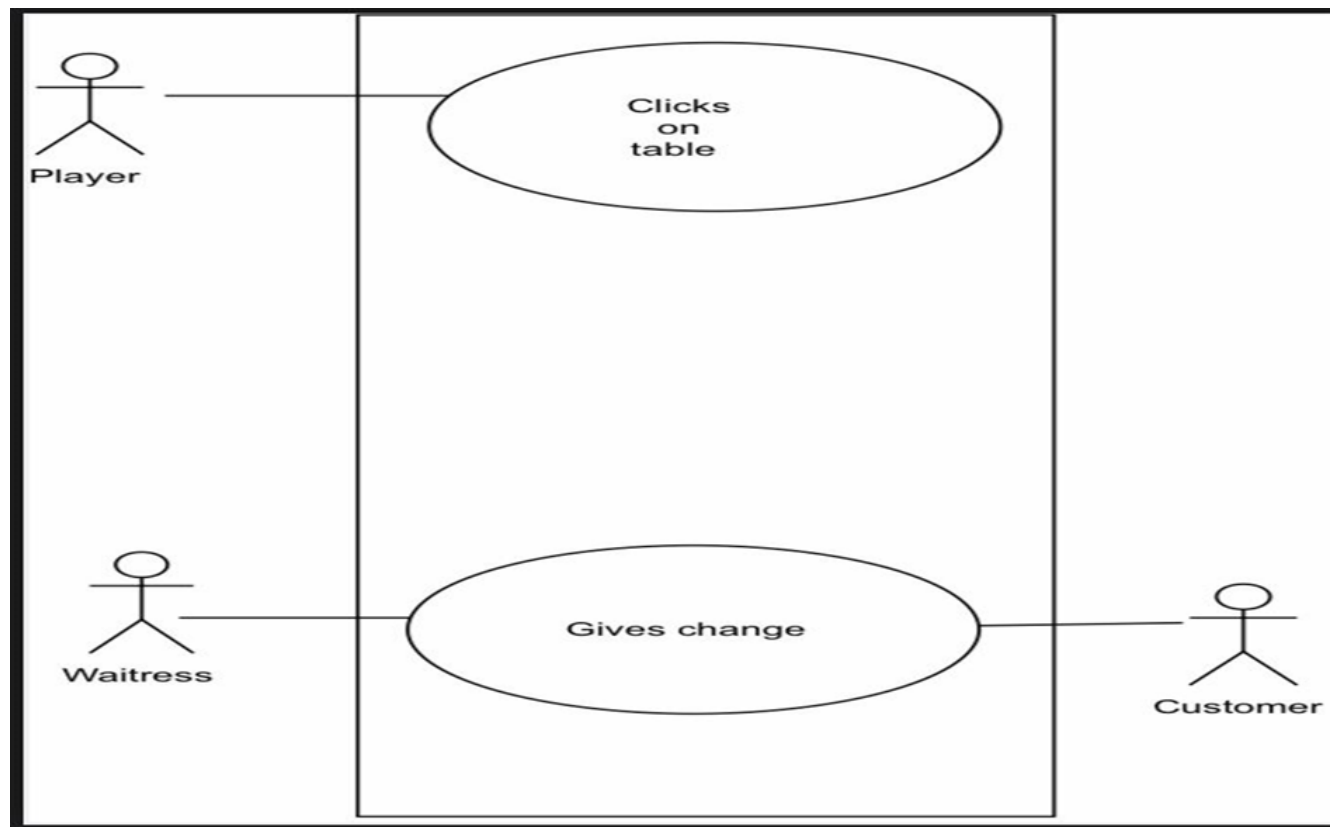 Clicks
on
table
Player
Gives change
Waitress
Customer